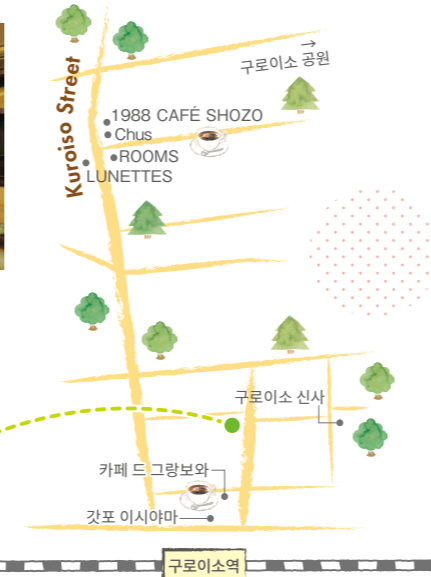 구로이소 공원
→
Kuroiso Street
1988 CAFÉ SHOZO
Chus
ROOMS
LUNETTES
구로이소 신사
카페 드 그랑보와
갓포 이시야마
구로이소역